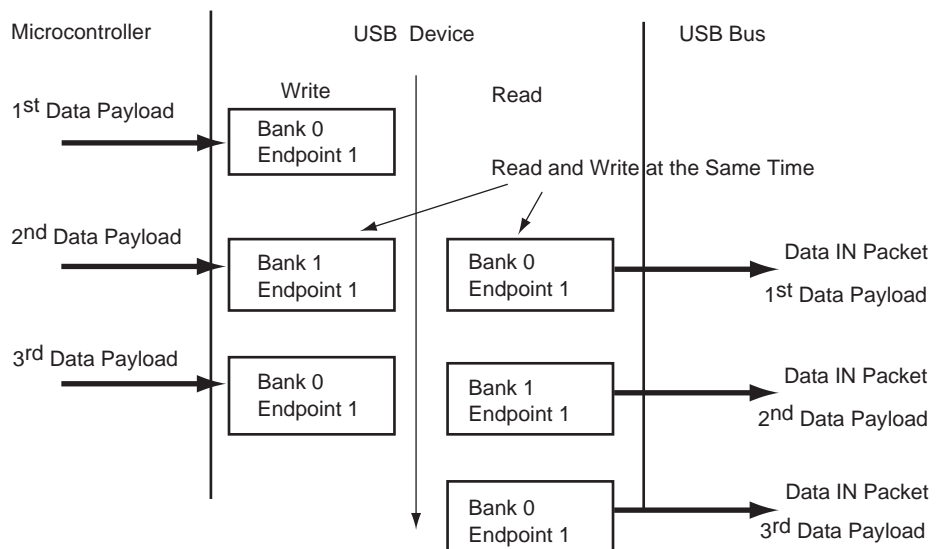 Microcontroller
USB Device
USB Bus
Write
Read
1st Data Payload
Bank 0
Endpoint 1
Read and Write at the Same Time
2nd Data Payload
Bank 1
Endpoint 1
Bank 0
Endpoint 1
Data IN Packet
1st Data Payload
3rd Data Payload
Bank 0
Endpoint 1
Bank 1
Endpoint 1
Data IN Packet
2nd Data Payload
Bank 0
Endpoint 1
Data IN Packet
3rd Data Payload